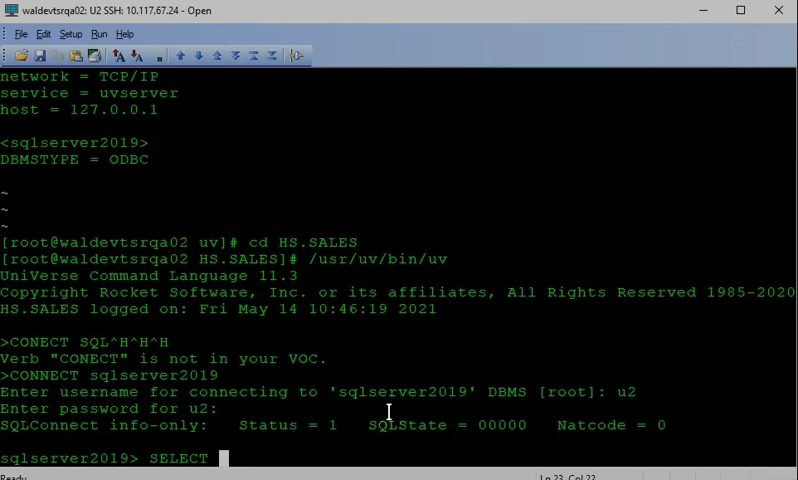 waldevtsrqa02: U2 SSH: 10.117.67.24 - Open
File Edit Setup Run Help
network = TCP/IP
service = uvserver
host = 127.0.0.1
<sqlserver2019>
DBMSTYPE = ODBC
~
~
~
[root@waldevtsrqa02 uv]# cd HS.SALES
[root@waldevtsrqa02 HS.SALES]# /usr/uv/bin/uv
UniVerse Command Language 11.3
Copyright Rocket Software, Inc. or its affiliates, All Rights Reserved 1985-2020
HS.SALES logged on: Fri May 14 10:46:19 2021
>CONECT SQL^H^H^H
Verb "CONECT" is not in your VOC.
>CONNECT sqlserver2019
Enter username for connecting to 'sqlserver2019' DBMS [root]: u2
Enter password for u2:
SQLConnect info-only: Status = 1 SQLState = 00000 Natcode = 0
sqlserver2019> SELECT
Ready Ln 23, Col 22